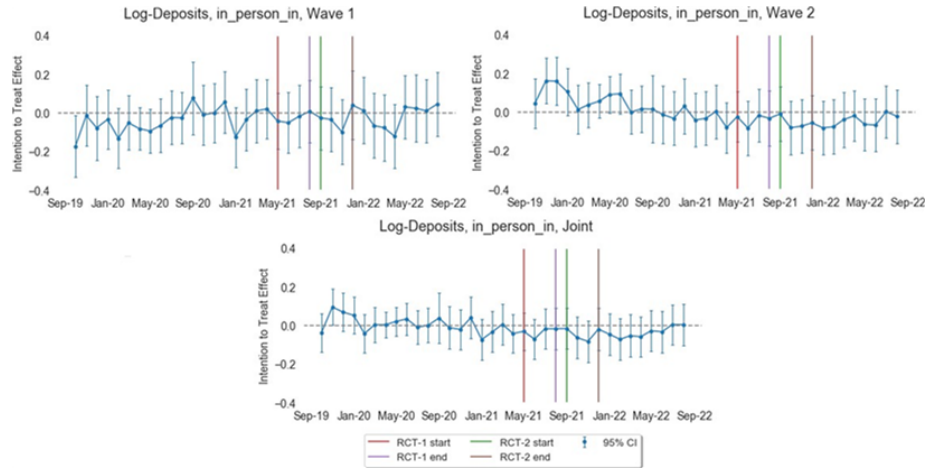 Log-Deposits, in_person_in, Wave 1
Intention to Treat Effect
0.4
0.2
0.0
−0.2
−0.4
Sep-19 Jan-20 May-20 Sep-20 Jan-21 May-21 Sep-21 Jan-22 May-22 Sep-22
Log-Deposits, in_person_in, Wave 2
Intention to Treat Effect
0.4
0.2
0.0
−0.2
−0.4
Sep-19 Jan-20 May-20 Sep-20 Jan-21 May-21 Sep-21 Jan-22 May-22 Sep-22
Log-Deposits, in_person_in, Joint
Intention to Treat Effect
0.4
0.2
0.0
−0.2
−0.4
Sep-19 Jan-20 May-20 Sep-20 Jan-21 May-21 Sep-21 Jan-22 May-22 Sep-22
RCT-1 start RCT-2 start 95% CI
RCT-1 end RCT-2 end